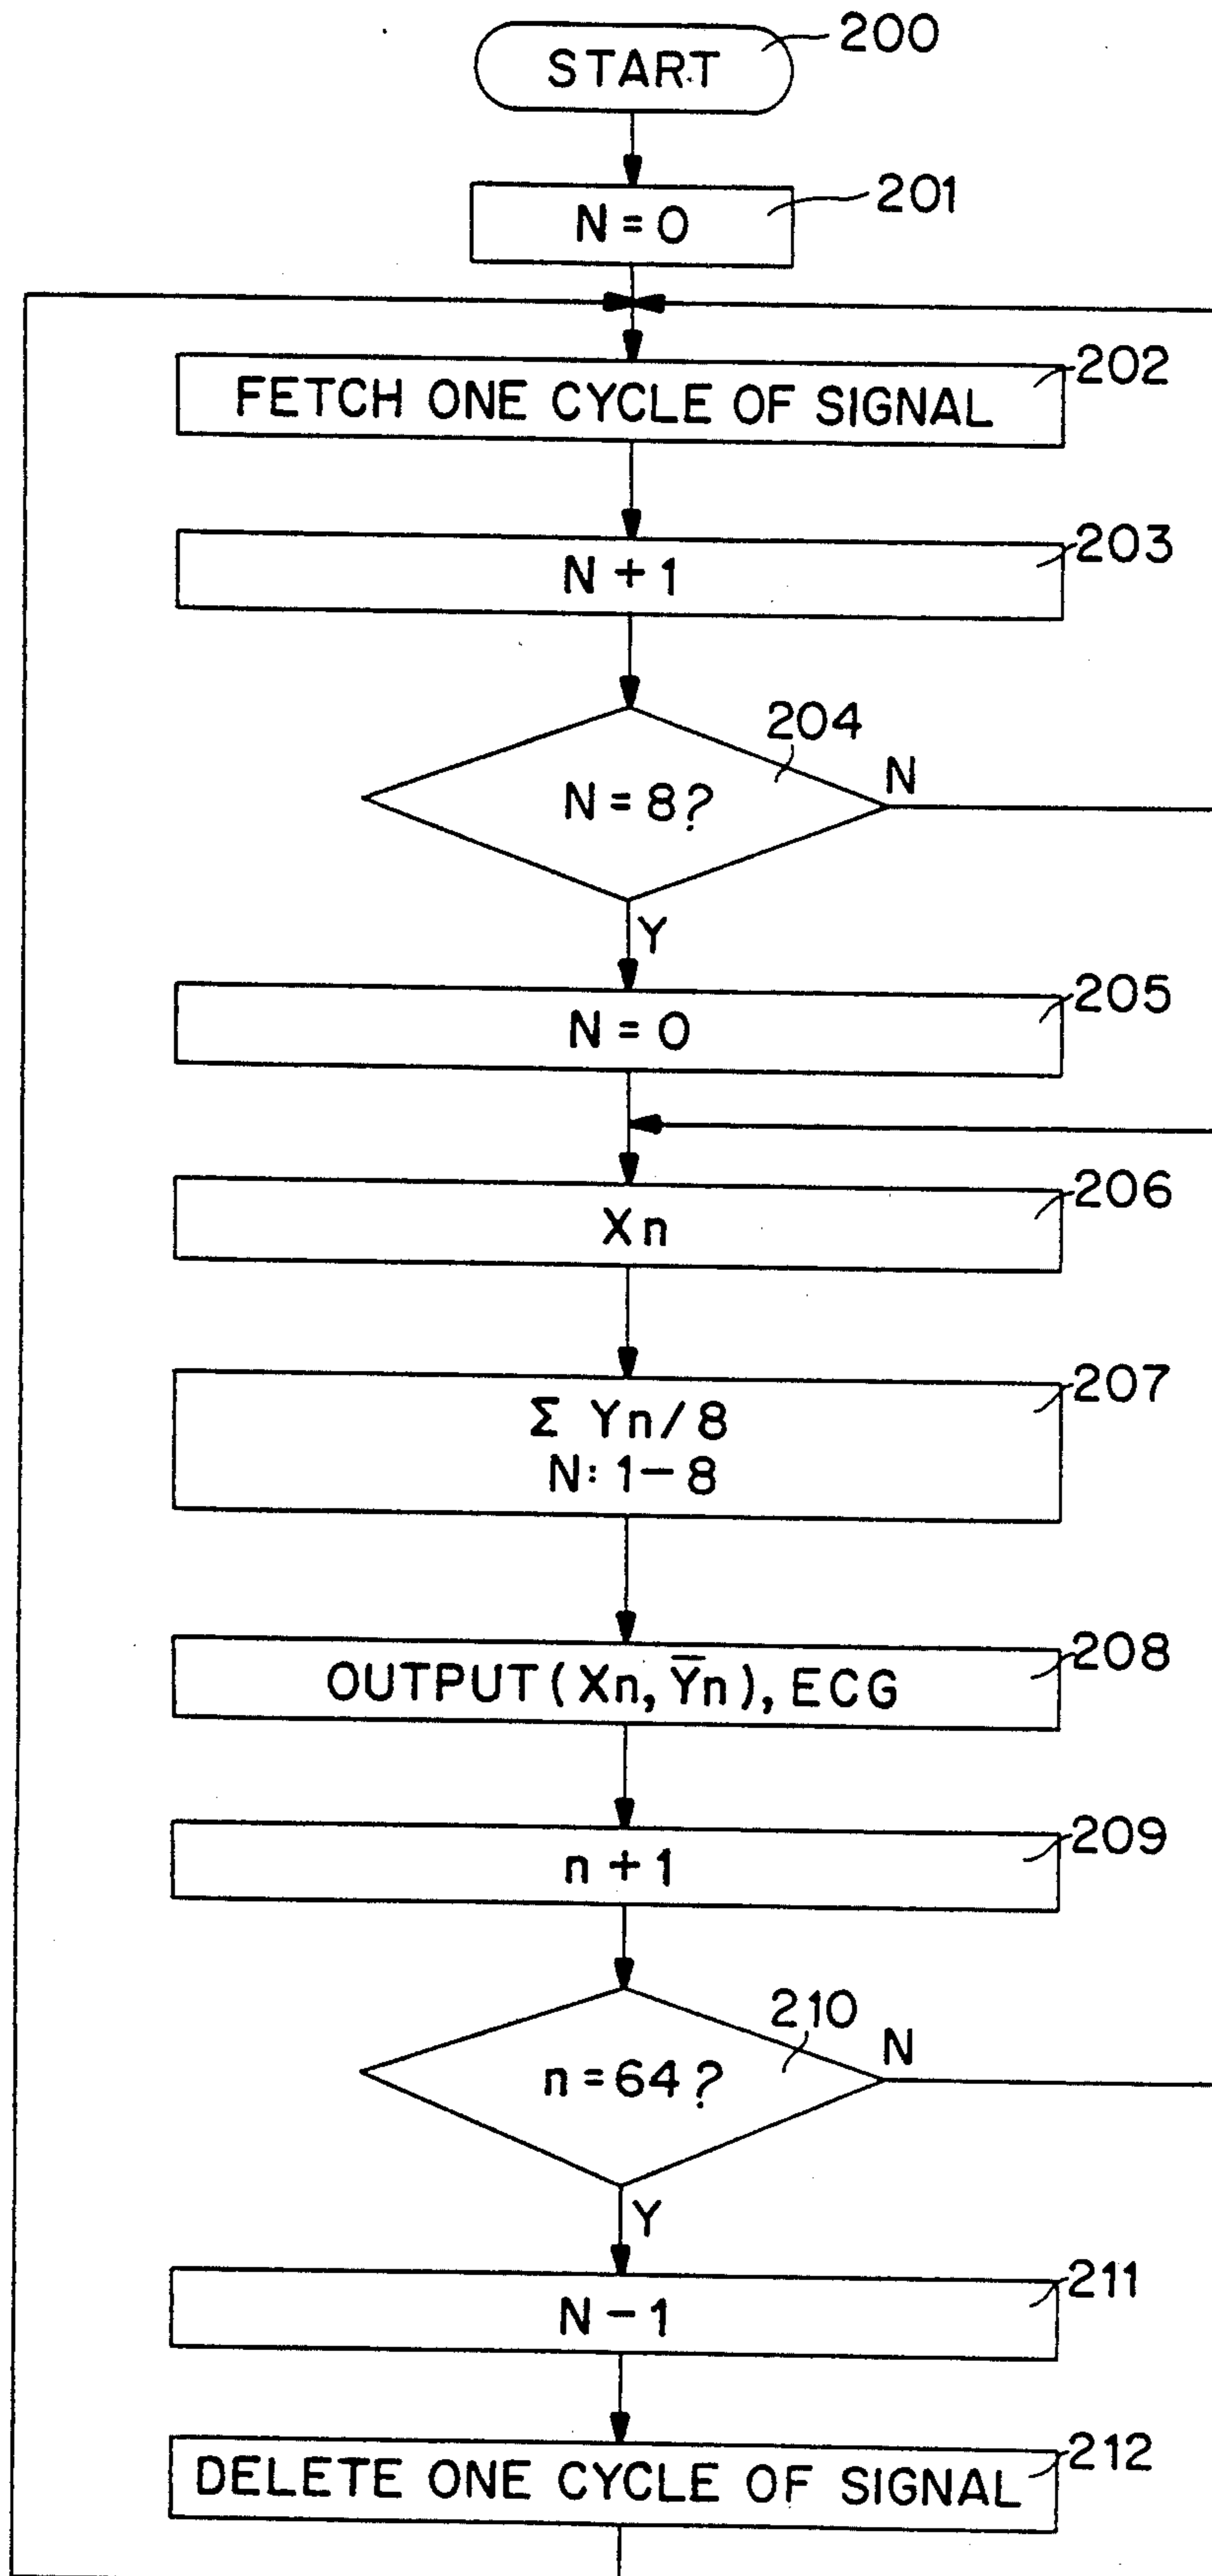 START
200
N = 0
201
FETCH ONE CYCLE OF SIGNAL
202
N + 1
203
N = 8?
204
N
Y
N = 0
205
Xn
206
Σ Yn/8
N: 1-8
207
OUTPUT (Xn, Y̅n), ECG
208
n + 1
209
n = 64?
210
N
Y
N - 1
211
DELETE ONE CYCLE OF SIGNAL
212